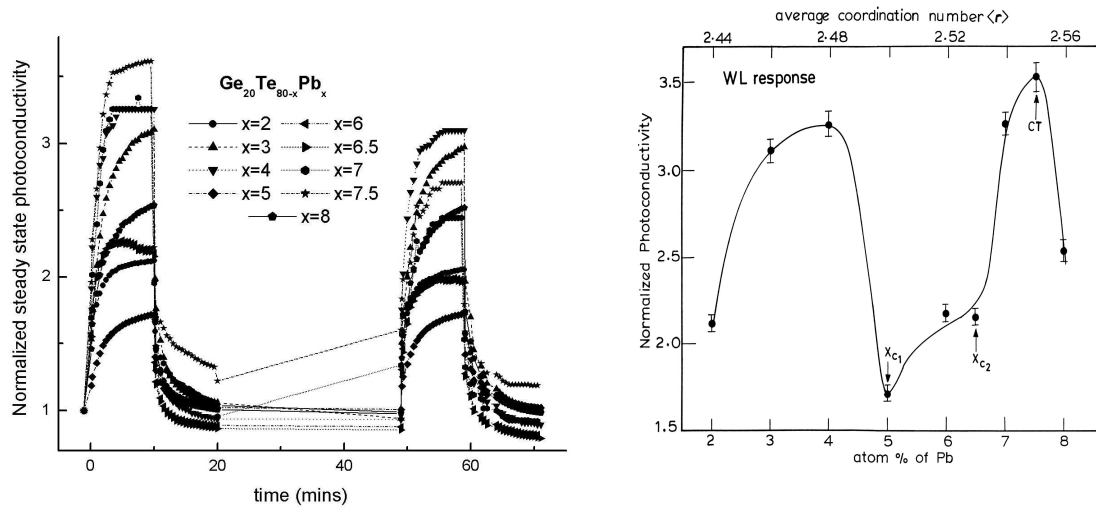 Normalized steady state photoconductivity
3
2
1
Ge20Te80-xPbx
x=2 x=6
x=3 x=6.5
x=4 x=7
x=5 x=7.5
x=8
0 20 40 60
time (mins)
average coordination number ⟨r⟩
2.44 2.48 2.52 2.56
Normalized Photoconductivity
3.5
3.0
2.5
2.0
1.5
WL response
CT
xc1
xc2
2 3 4 5 6 7 8
atom % of Pb